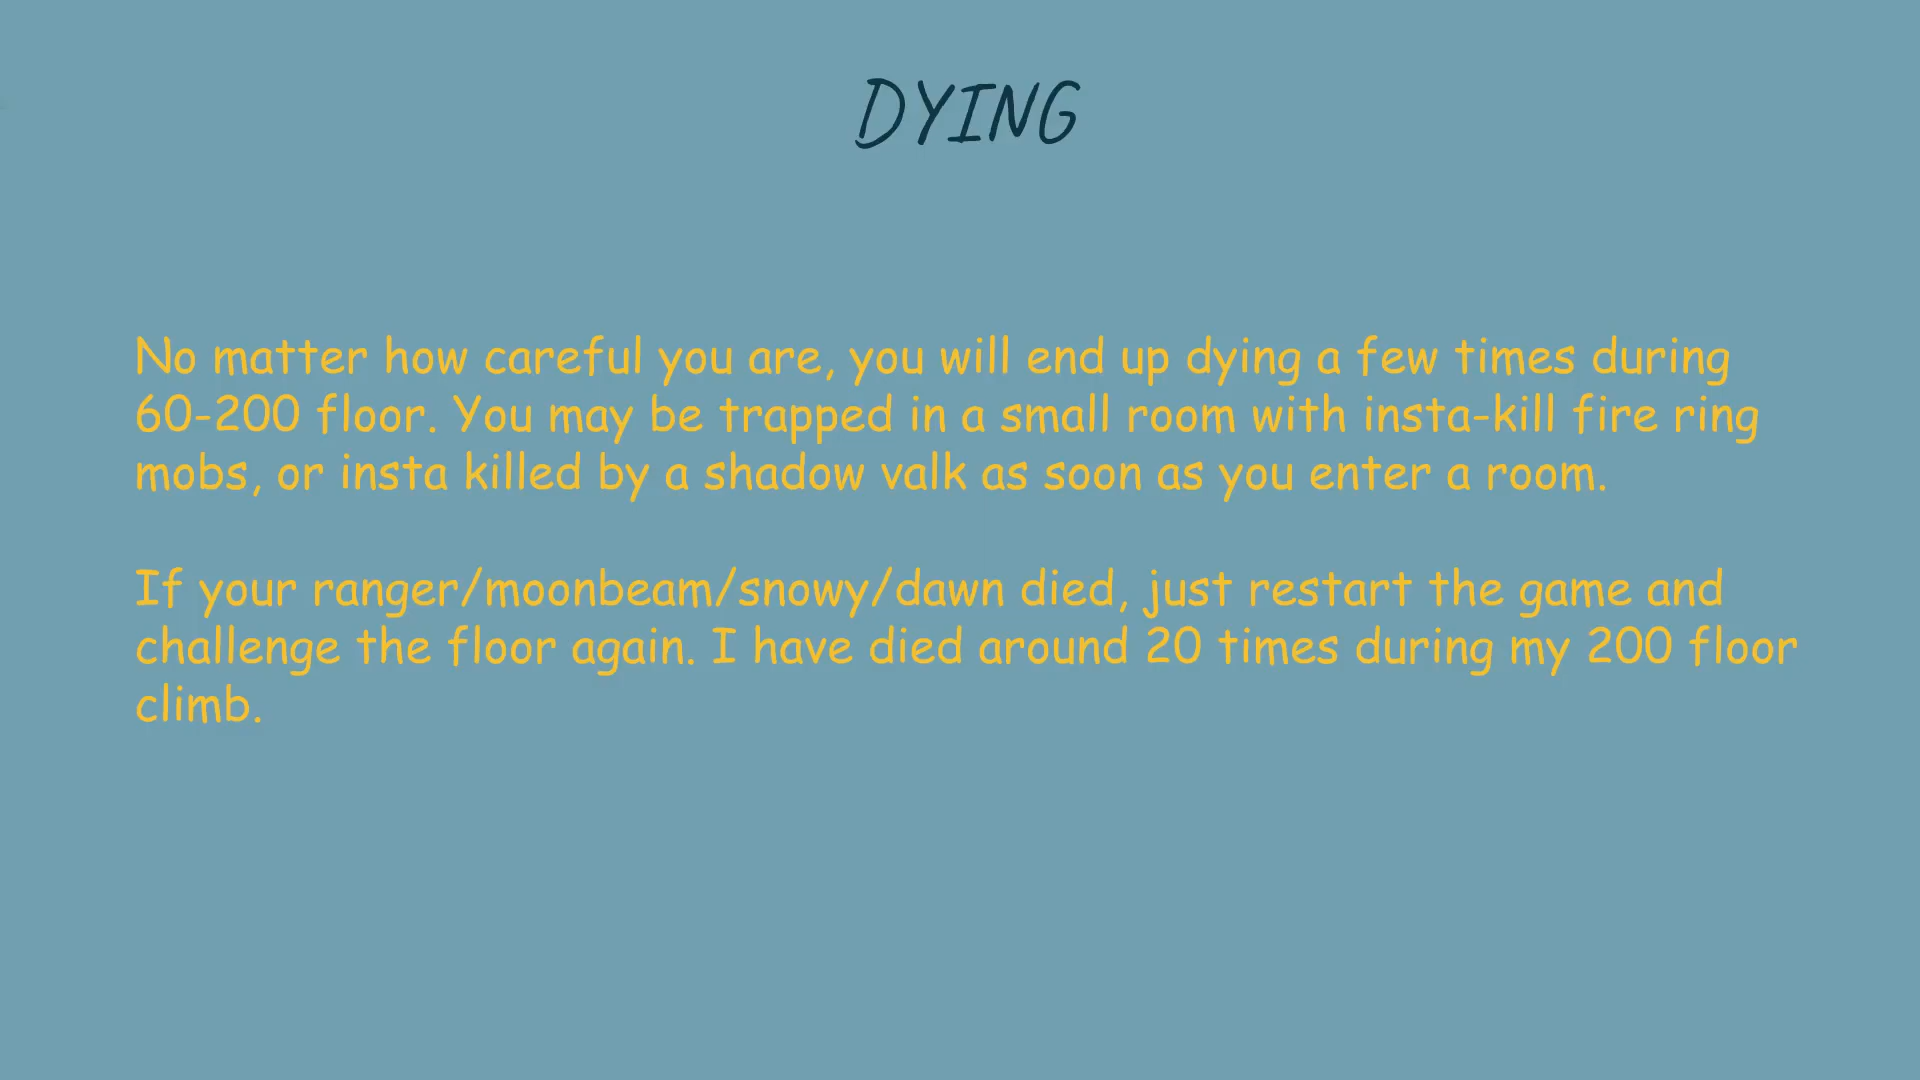 DYING
No matter how careful you are, you will end up dying a few times during
60-200 floor. You may be trapped in a small room with insta-kill fire ring
mobs, or insta killed by a shadow valk as soon as you enter a room.
If your ranger/moonbeam/snowy/dawn died, just restart the game and
challenge the floor again. I have died around 20 times during my 200 floor
climb.